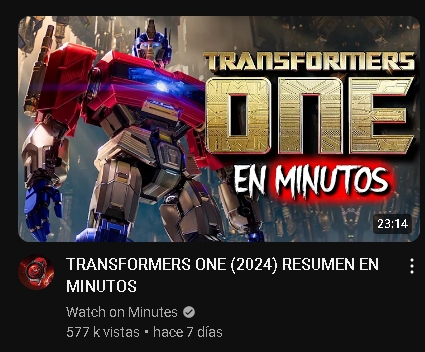 TRANSFORMERS
ONE
EN MINUTOS
23:14
TRANSFORMERS ONE (2024) RESUMEN EN
MINUTOS
Watch on Minutes
577 k vistas • hace 7 días